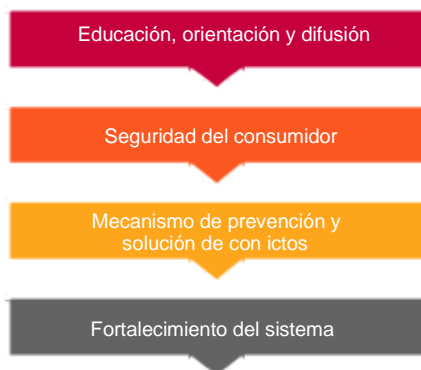 Educación, orientación y difusión
Seguridad del consumidor
Mecanismo de prevención y
solución de con ictos
Fortalecimiento del sistema